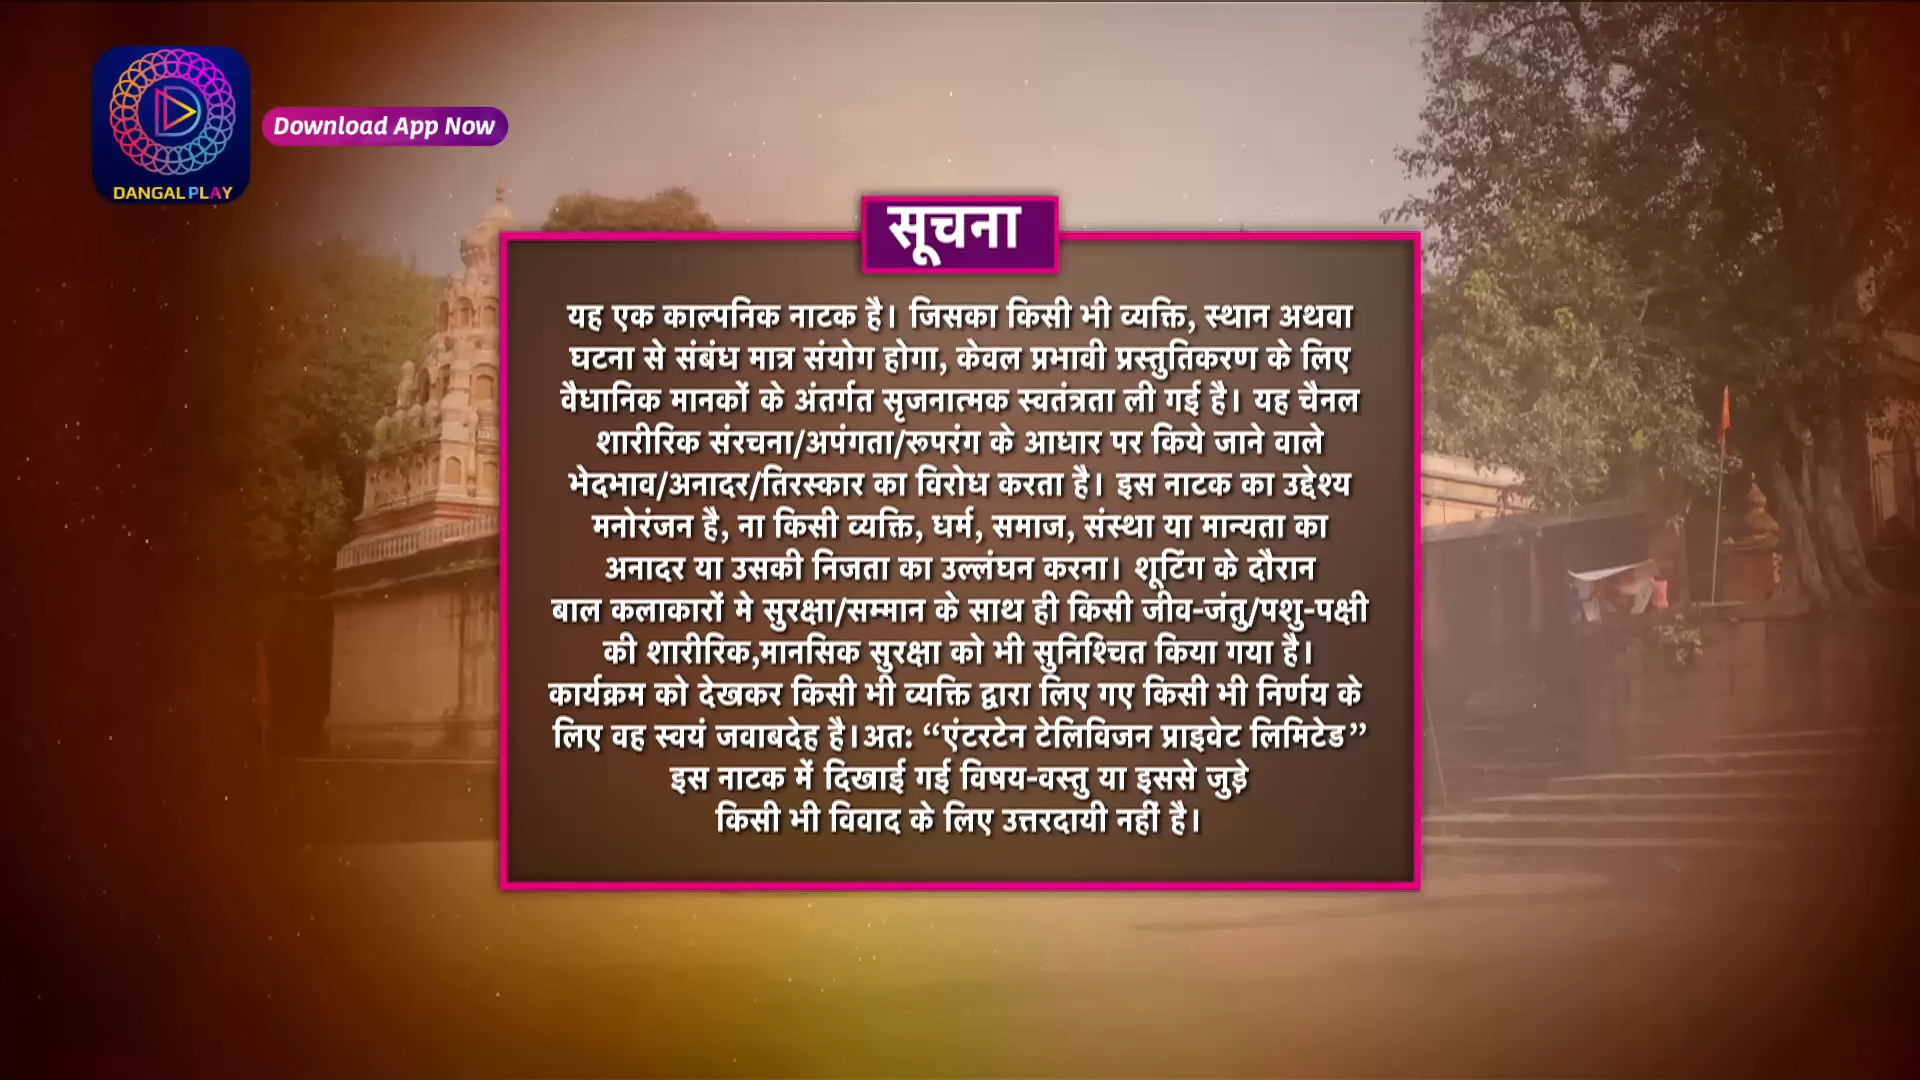 DANGAL PLAY
Download App Now
सूचना
यह एक काल्पनिक नाटक है। जिसका किसी भी व्यक्ति, स्थान अथवा
घटना से संबंध मात्र संयोग होगा, केवल प्रभावी प्रस्तुतिकरण के लिए
वैधानिक मानकों के अंतर्गत सृजनात्मक स्वतंत्रता ली गई है। यह चैनल
शारीरिक संरचना/अपंगता/रूपरंग के आधार पर किये जाने वाले
भेदभाव/अनादर/तिरस्कार का विरोध करता है। इस नाटक का उद्देश्य
मनोरंजन है, ना किसी व्यक्ति, धर्म, समाज, संस्था या मान्यता का
अनादर या उसकी निजता का उल्लंघन करना। शूटिंग के दौरान
बाल कलाकारों मे सुरक्षा/सम्मान के साथ ही किसी जीव-जंतु/पशु-पक्षी
की शारीरिक,मानसिक सुरक्षा को भी सुनिश्चित किया गया है।
कार्यक्रम को देखकर किसी भी व्यक्ति द्वारा लिए गए किसी भी निर्णय के
लिए वह स्वयं जवाबदेह है।अत: “एंटरटेन टेलिविजन प्राइवेट लिमिटेड”
इस नाटक में दिखाई गई विषय-वस्तु या इससे जुड़े
किसी भी विवाद के लिए उत्तरदायी नहीं है।